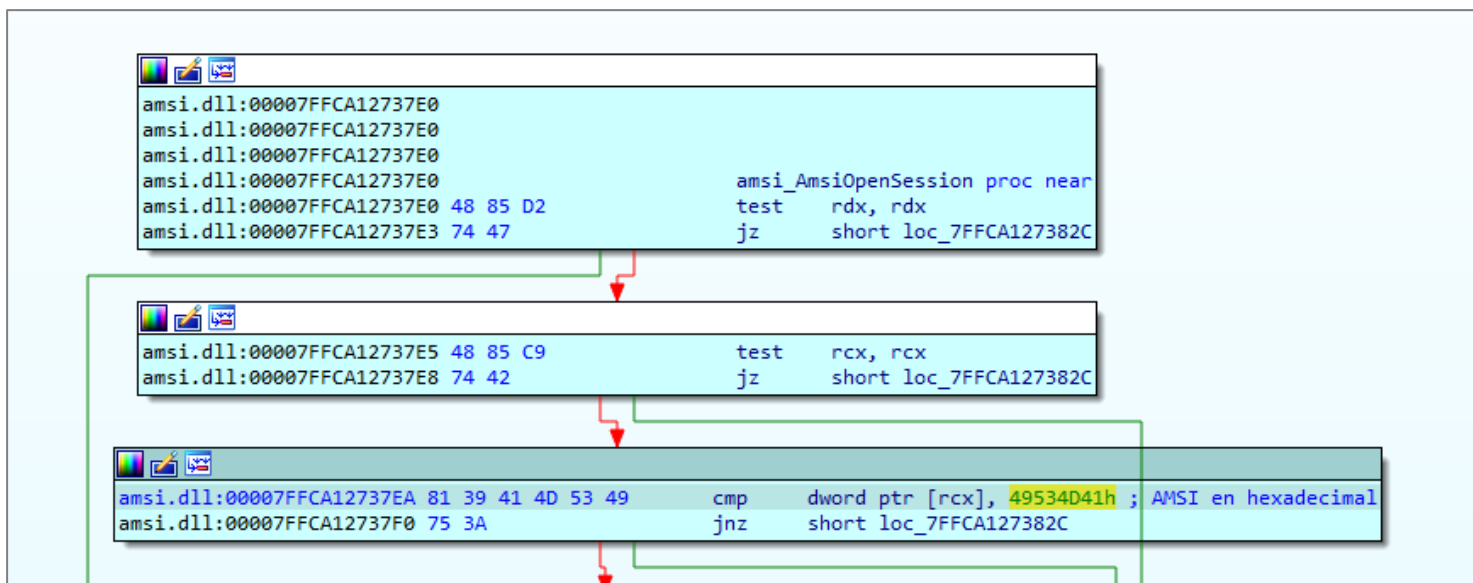 amsi.dll:00007FFCA12737E0
amsi.dll:00007FFCA12737E0
amsi.dll:00007FFCA12737E0
amsi.dll:00007FFCA12737E0 amsi_AmsiOpenSession proc near
amsi.dll:00007FFCA12737E0 48 85 D2 test rdx, rdx
amsi.dll:00007FFCA12737E3 74 47 jz short loc_7FFCA127382C
amsi.dll:00007FFCA12737E5 48 85 C9 test rcx, rcx
amsi.dll:00007FFCA12737E8 74 42 jz short loc_7FFCA127382C
amsi.dll:00007FFCA12737EA 81 39 41 4D 53 49 cmp dword ptr [rcx], 49534D41h ; AMSI en hexadecimal
amsi.dll:00007FFCA12737F0 75 3A jnz short loc_7FFCA127382C